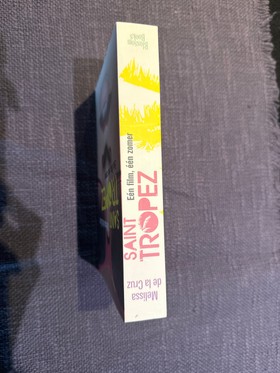 Melissa
de la Cruz
SAINT
TROPEZ
Eén film, één zomer